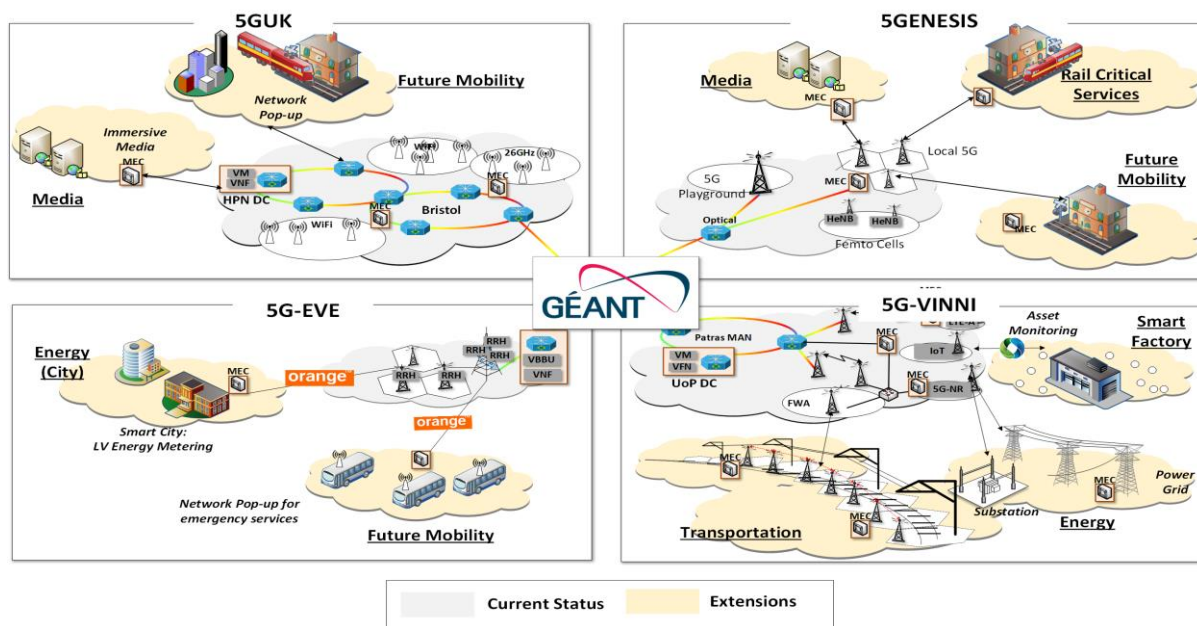 5GUK
Future Mobility
Network
Pop-up
Immersive
Media
MEC
Media
VM
VNF
HPN DC
WiFi
26GHz
MEC
MEC
Bristol
WiFi
5GENESIS
Media
MEC
Rail Critical
Services
Local 5G
MEC
5G
Playground
Optical
HeNB
HeNB
Femto Cells
Future
Mobility
MEC
GÉANT
5G-EVE
Energy
(City)
MEC
orange
RRH
RRH
RRH
RRH
VBBU
VNF
Smart City:
LV Energy Metering
orange
MEC
Network Pop-up for
emergency services
Future Mobility
5G-VINNI
Patras MAN
VM
VFN
UoP DC
MEC
LTE-A
IoT
MEC
5G-NR
FWA
Asset
Monitoring
Smart
Factory
MEC
MEC
Transportation
Substation
MEC
Power
Grid
Energy
Current Status
Extensions